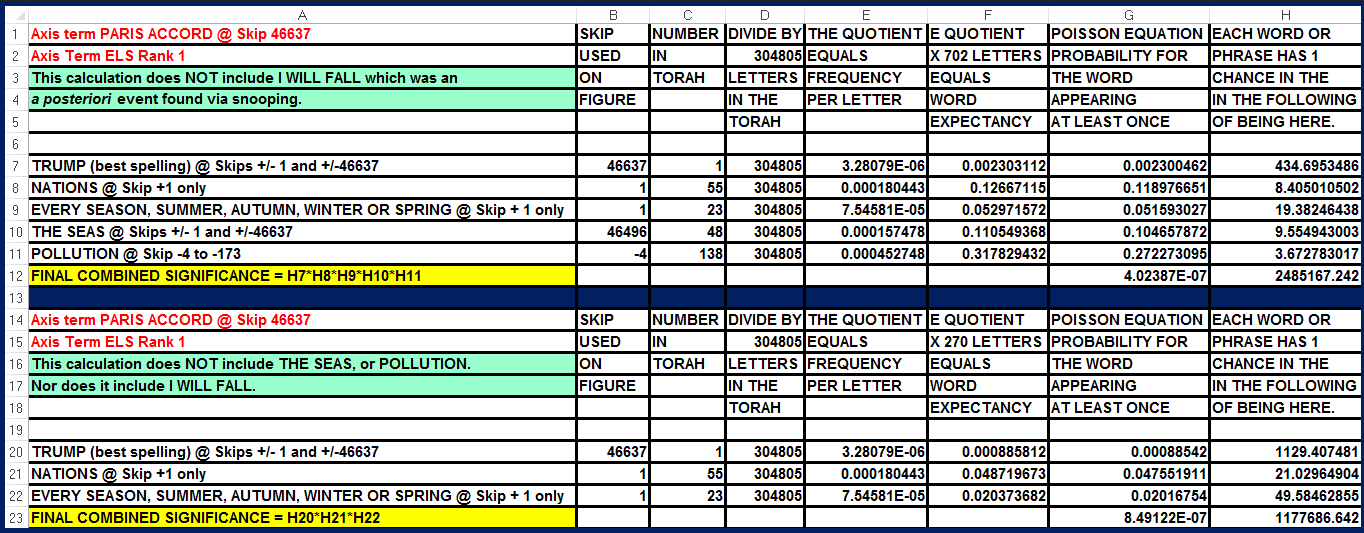 A B C D E F G H
1 Axis term PARIS ACCORD @ Skip 46637 SKIP NUMBER DIVIDE BY THE QUOTIENT E QUOTIENT POISSON EQUATION EACH WORD OR
2 Axis Term ELS Rank 1 USED IN 304805 EQUALS X 702 LETTERS PROBABILITY FOR PHRASE HAS 1
3 This calculation does NOT include I WILL FALL which was an ON TORAH LETTERS FREQUENCY EQUALS THE WORD CHANCE IN THE
4 a posteriori event found via snooping. FIGURE IN THE PER LETTER WORD APPEARING IN THE FOLLOWING
5 TORAH EXPECTANCY AT LEAST ONCE OF BEING HERE.
6
7 TRUMP (best spelling) @ Skips +/- 1 and +/-46637 46637 1 304805 3.28079E-06 0.002303112 0.002300462 434.6953486
8 NATIONS @ Skip +1 only 1 55 304805 0.000180443 0.12667115 0.118976651 8.405010502
9 EVERY SEASON, SUMMER, AUTUMN, WINTER OR SPRING @ Skip + 1 only 1 23 304805 7.54581E-05 0.052971572 0.051593027 19.38246438
10 THE SEAS @ Skips +/- 1 and +/-46637 46496 48 304805 0.000157478 0.110549368 0.104657872 9.554943003
11 POLLUTION @ Skip -4 to -173 -4 138 304805 0.000452748 0.317829432 0.272273095 3.672783017
12 FINAL COMBINED SIGNIFICANCE = H7*H8*H9*H10*H11 4.02387E-07 2485167.242
13
14 Axis term PARIS ACCORD @ Skip 46637 SKIP NUMBER DIVIDE BY THE QUOTIENT E QUOTIENT POISSON EQUATION EACH WORD OR
15 Axis Term ELS Rank 1 USED IN 304805 EQUALS X 270 LETTERS PROBABILITY FOR PHRASE HAS 1
16 This calculation does NOT include THE SEAS, or POLLUTION. ON TORAH LETTERS FREQUENCY EQUALS THE WORD CHANCE IN THE
17 Nor does it include I WILL FALL. FIGURE IN THE PER LETTER WORD APPEARING IN THE FOLLOWING
18 TORAH EXPECTANCY AT LEAST ONCE OF BEING HERE.
19
20 TRUMP (best spelling) @ Skips +/- 1 and +/-46637 46637 1 304805 3.28079E-06 0.000885812 0.00088542 1129.407481
21 NATIONS @ Skip +1 only 1 55 304805 0.000180443 0.048719673 0.047551911 21.02964904
22 EVERY SEASON, SUMMER, AUTUMN, WINTER OR SPRING @ Skip + 1 only 1 23 304805 7.54581E-05 0.020373682 0.02016754 49.58462855
23 FINAL COMBINED SIGNIFICANCE = H20*H21*H22 8.49122E-07 1177686.642